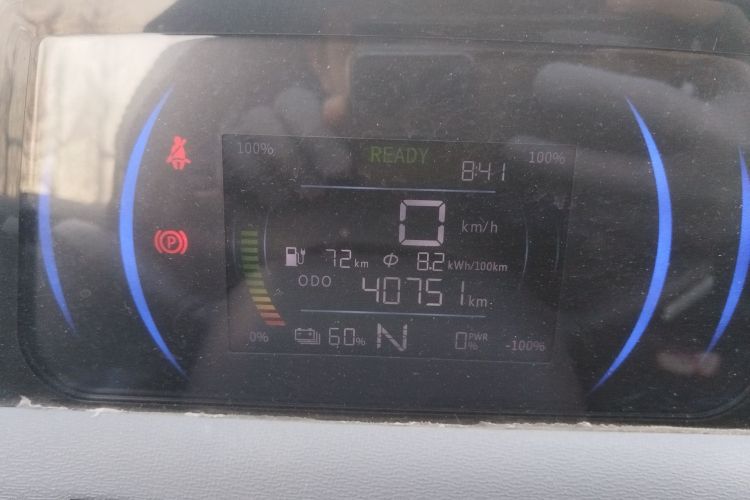 100% READY 100%
8:41
0 km/h
72 km Ф 8.2 kWh/100km
P
ODO 40751 km
0% 60% N 0 PWR % -100%